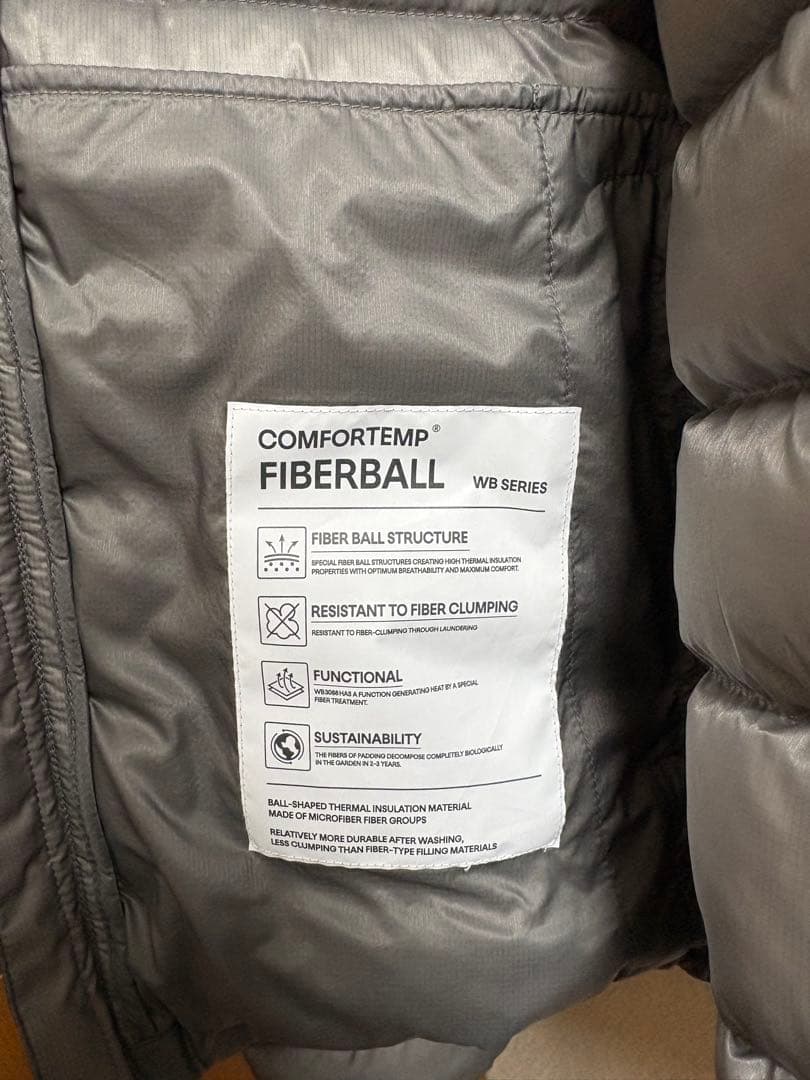 COMFORTEMP®
FIBERBALL WB SERIES
FIBER BALL STRUCTURE
SPECIAL FIBER BALL STRUCTURES CREATING HIGH THERMAL INSULATION
PROPERTIES WITH OPTIMUM BREATHABILITY AND MAXIMUM COMFORT.
RESISTANT TO FIBER CLUMPING
RESISTANT TO FIBER-CLUMPING THROUGH LAUNDERING
FUNCTIONAL
WB3088 HAS A FUNCTION GENERATING HEAT BY A SPECIAL
FIBER TREATMENT.
SUSTAINABILITY
THE FIBERS OF PADDING DECOMPOSE COMPLETELY BIOLOGICALLY
IN THE GARDEN IN 2-3 YEARS.
BALL-SHAPED THERMAL INSULATION MATERIAL
MADE OF MICROFIBER FIBER GROUPS
RELATIVELY MORE DURABLE AFTER WASHING,
LESS CLUMPING THAN FIBER-TYPE FILLING MATERIALS